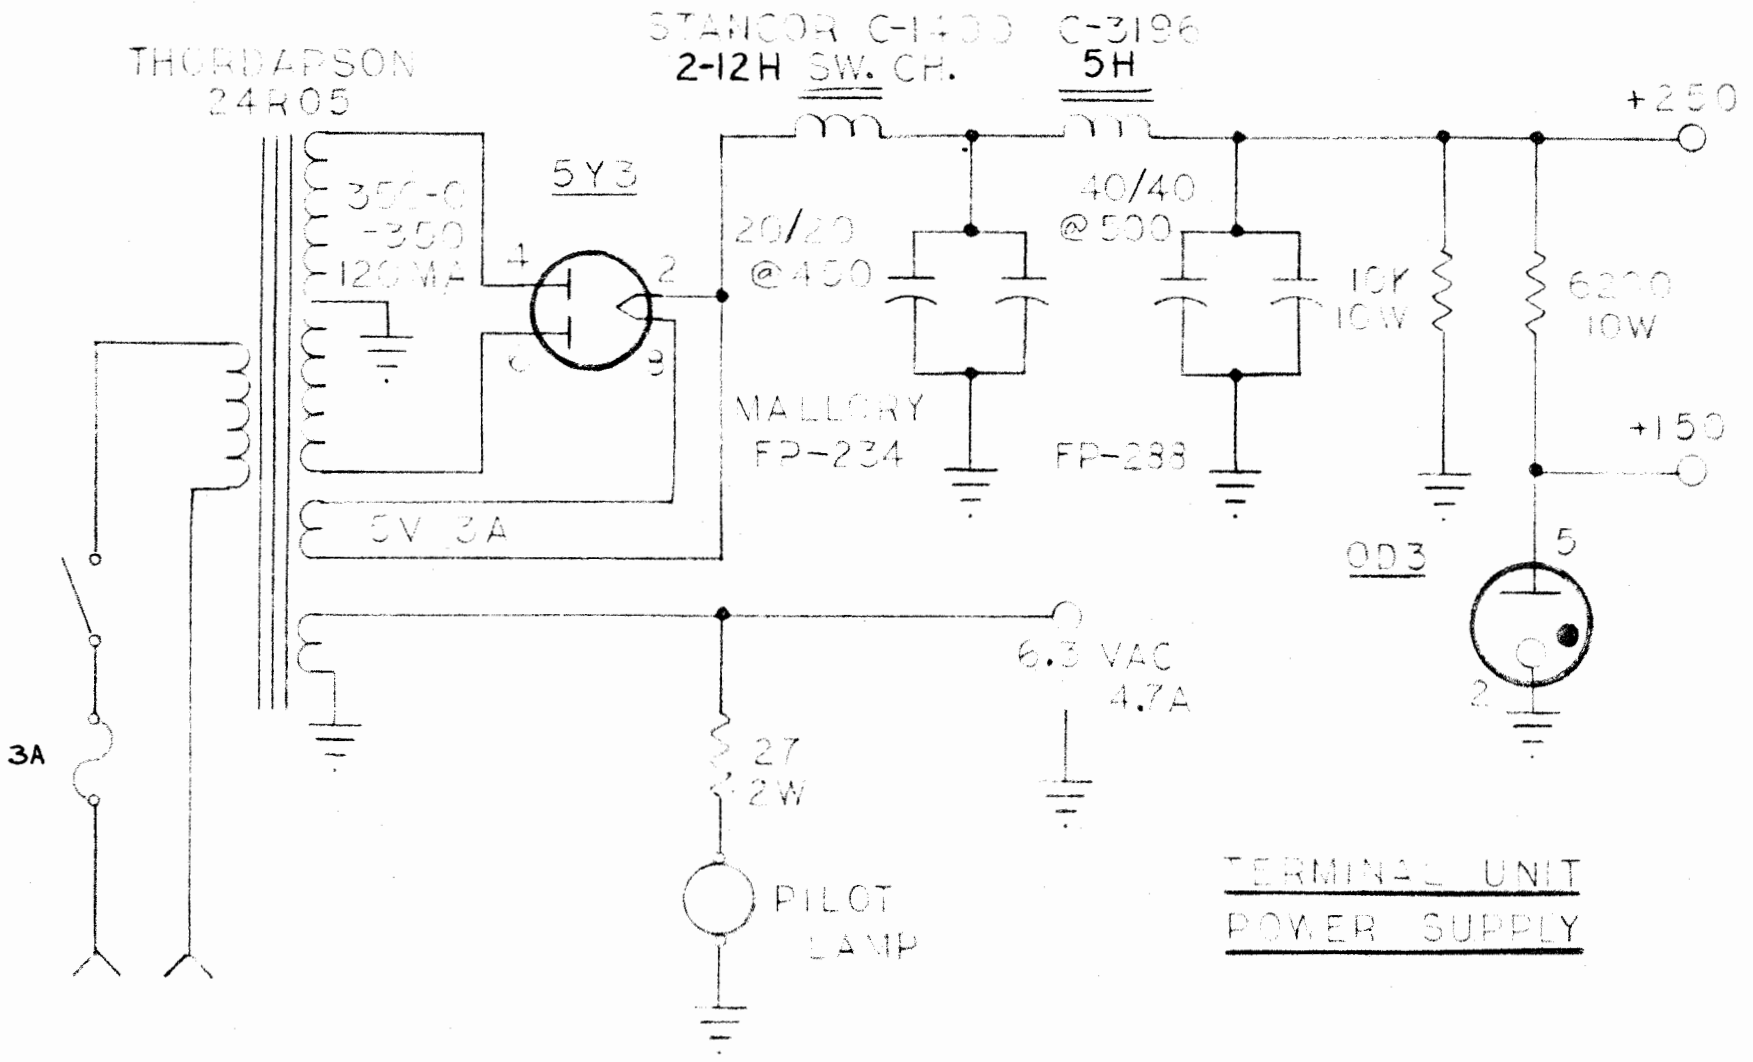 STANCOR C-1400 C-3196
2-12H SW. CH. 5H
THORDARSON
24R05
+250
5Y3
350-0
-350
120MA
4
2
6
8
20/20
@450
40/40
@500
10K
10W
6200
10W
MALLORY
FP-234
FP-288
+150
5V 3A
OD3
5
2
6.3 VAC
4.7A
3A
27
2W
PILOT
LAMP
TERMINAL UNIT
POWER SUPPLY